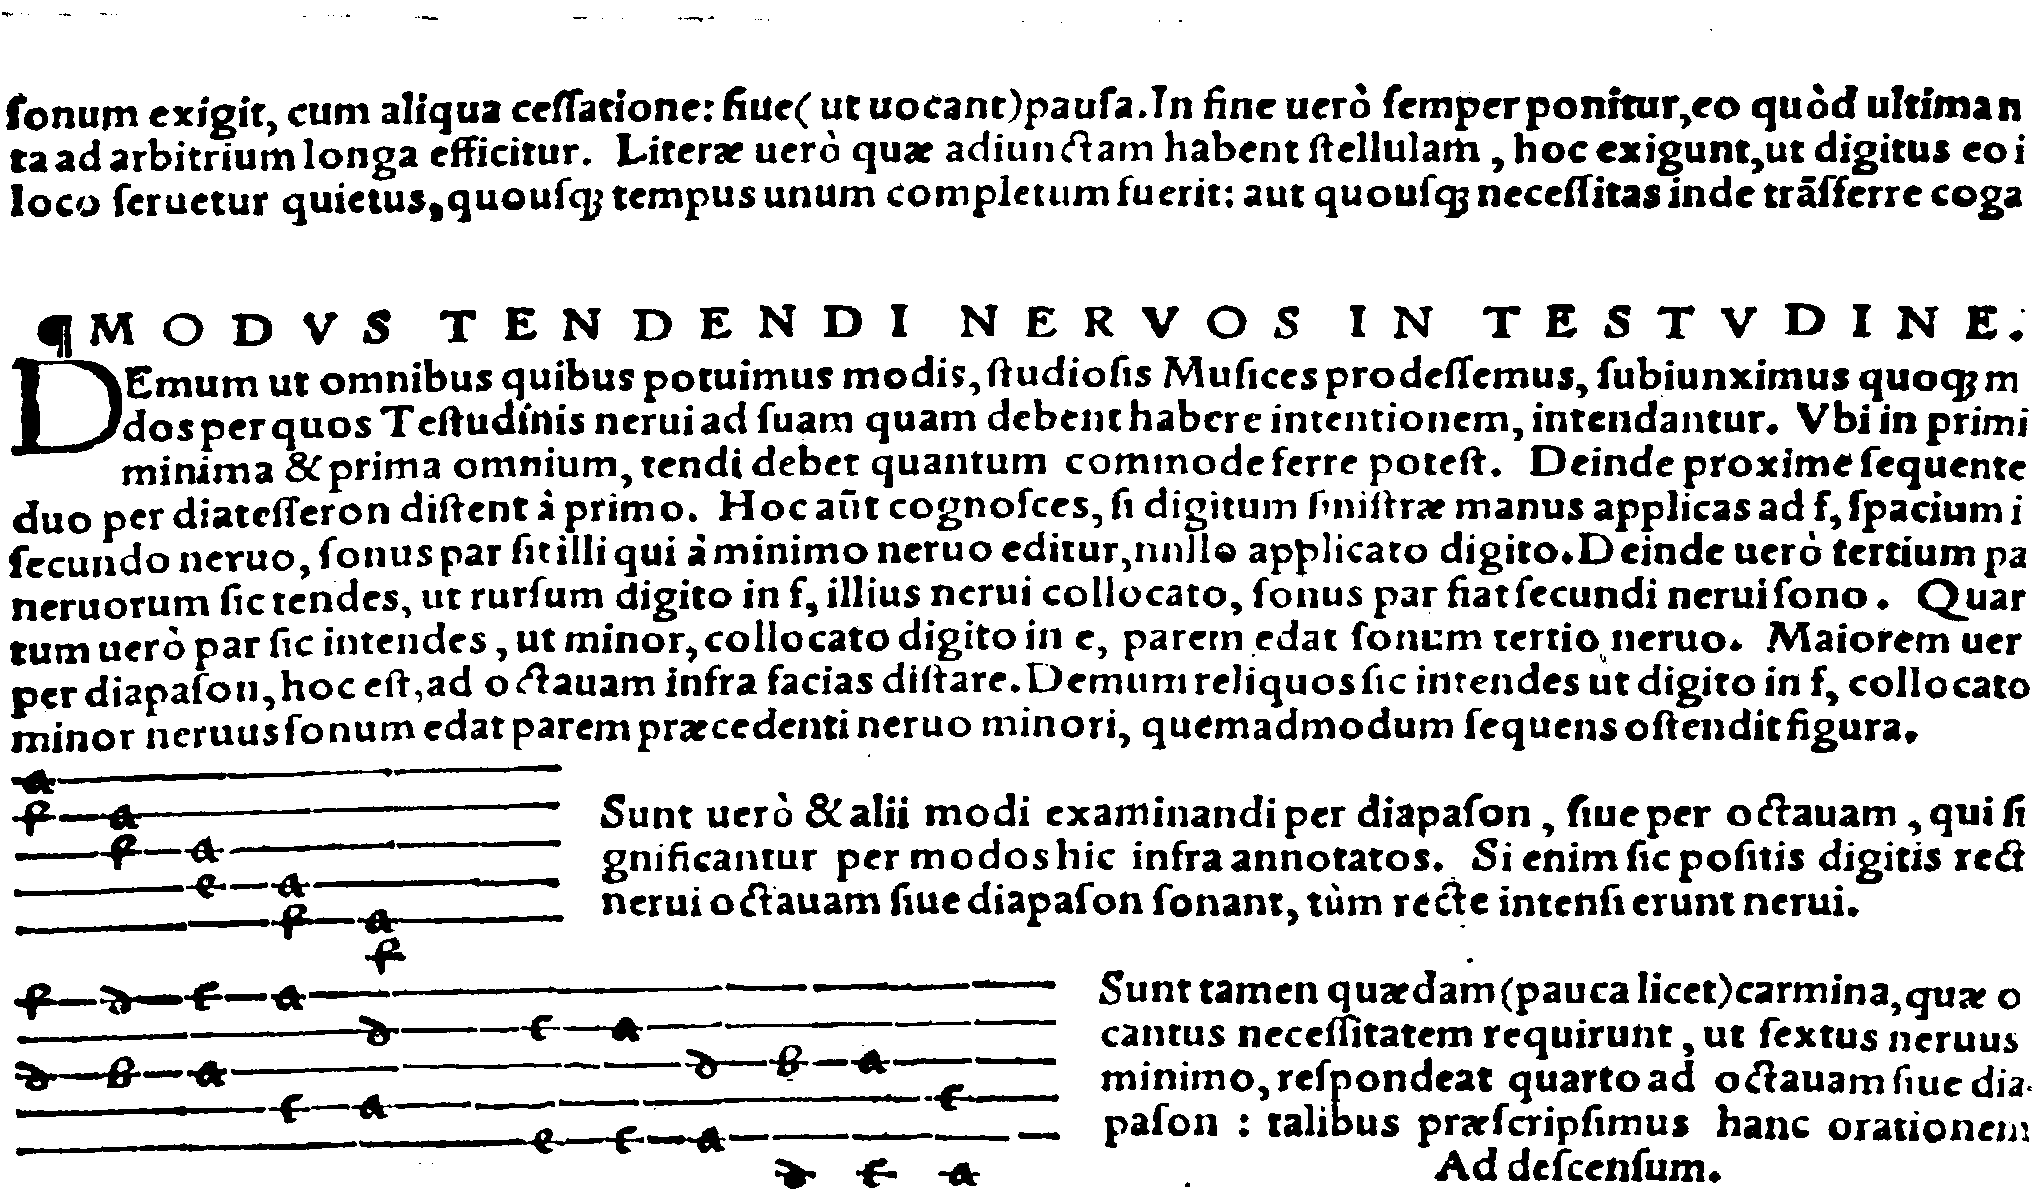 ſonum exigit, cum aliqua ceſſatione: ſiue( ut uocant)pauſa. In fine uerò ſemper ponitur, eo quòd ultima n
ta ad arbitrium longa efficitur. Literæ uerò quæ adiunctam habent ſtellulam, hoc exigunt, ut digitus eo i
loco ſeruetur quietus, quouſq; tempus unum completum fuerit: aut quouſq; neceſſitas inde trãſferre coga
¶MODVS TENDENDI NERVOS IN TESTVDINE.
DEmum ut omnibus quibus potuimus modis, ſtudioſis Muſices prodeſſemus, ſubiunximus quoq; m
dos per quos Teſtudinis nerui ad ſuam quam debent habere intentionem, intendantur. Vbi in primi
minima & prima omnium, tendi debet quantum commode ferre poteſt. Deinde proxime ſequente
duo per diateſſeron diſtent à primo. Hoc aũt cognoſces, ſi digitum ſiniſtræ manus applicas ad f, ſpacium i
ſecundo neruo, ſonus par ſit illi qui à minimo neruo editur, nnllo applicato digito. Deinde uerò tertium pa
neruorum ſic tendes, ut rurſum digito in f, illius nerui collocato, ſonus par fiat ſecundi nerui ſono. Quar
tum uerò par ſic intendes, ut minor, collocato digito in e, parem edat ſonum tertio neruo. Maiorem uer
per diapaſon, hoc eſt, ad octauam infra facias diſtare. Demum reliquos ſic intendes ut digito in f, collocato
minor neruus ſonum edat parem præcedenti neruo minori, quemadmodum ſequens oſtendit figura.
a
f a
f a
e a
f a
f
Sunt uerò & alii modi examinandi per diapaſon, ſiue per octauam, qui ſi
gnificantur per modos hic infra annotatos. Si enim ſic poſitis digitis rect
nerui octauam ſiue diapaſon ſonant, tùm recte intenſi erunt nerui.
f d c a
d c a
d b a d b a
c a c
e c a
d c a
Sunt tamen quædam (pauca licet) carmina, quæ o
cantus neceſſitatem requirunt, ut ſextus neruus
minimo, reſpondeat quarto ad octauam ſiue dia-
paſon : talibus præſcripſimus hanc orationem
Ad deſcenſum.